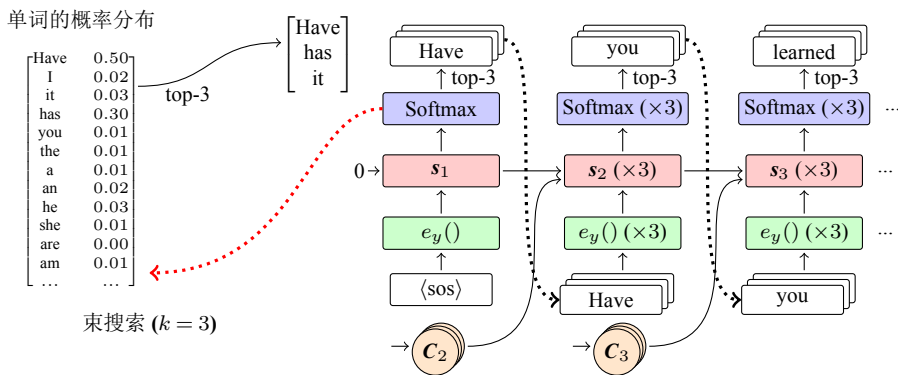 单词的概率分布
Have 0.50
I 0.02
it 0.03
has 0.30
you 0.01
the 0.01
a 0.01
an 0.02
he 0.03
she 0.01
are 0.00
am 0.01
... ...
top-3
Have
has
it
束搜索 (k = 3)
Have you learned
top-3 top-3 top-3
Softmax Softmax (×3) Softmax (×3) ...
0 s₁ s₂ (×3) s₃ (×3) ...
e_y() e_y() (×3) e_y() (×3) ...
⟨sos⟩ Have you
C₂ C₃